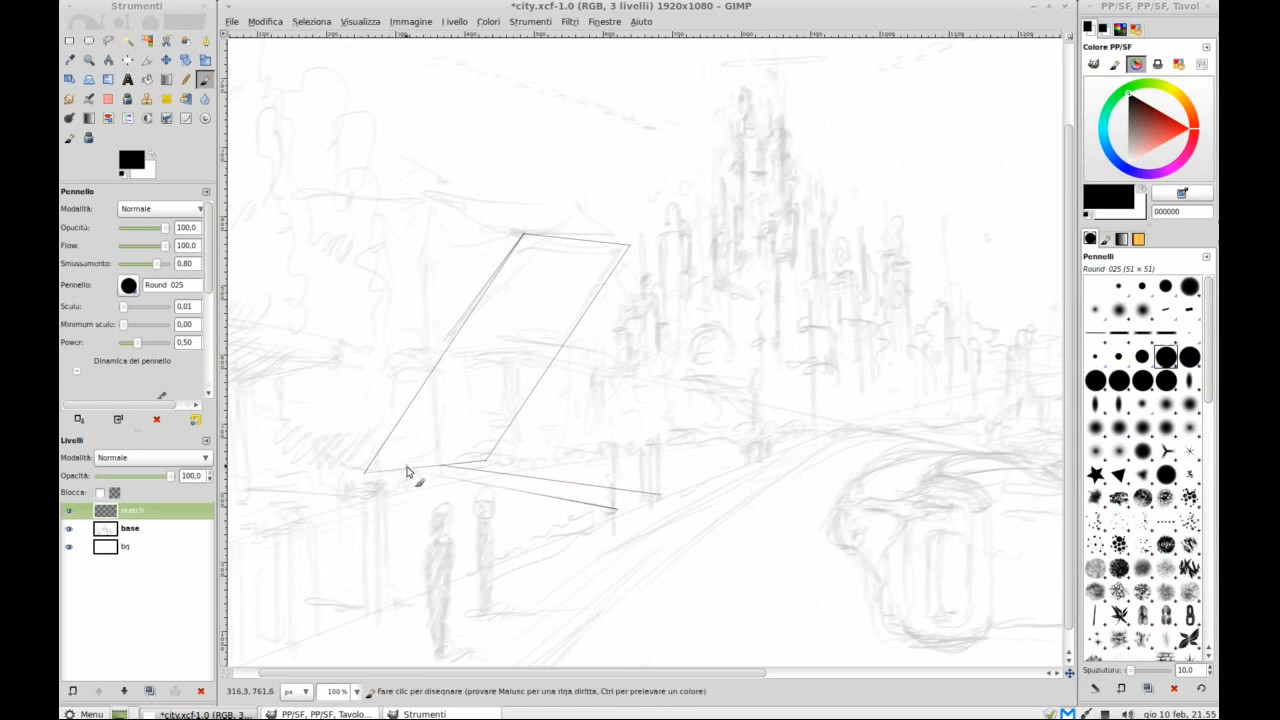 Strumenti
*city.xcf-1.0 (RGB, 3 livelli) 1920x1080 – GIMP
PP/SF, PP/SF, Tavol
File Modifica Seleziona Visualizza Immagine Livello Colori Strumenti Filtri Finestre Aiuto
Colore PP/SF
Pennello
Modalità: Normale
Opacità: 100,0
Flow: 100,0
Smussamento: 0,80
Pennello: Round 025
Scala: 0,01
Minimum scale: 0,00
Power: 0,50
Dinamica del pennello
000000
Pennelli
Round 025 (51 × 51)
Livelli
Modalità: Normale
Opacità: 100,0
Blocca:
sketch
base
bg
Spaziatura: 10,0
316,3, 761,6 px 100 % Fare clic per disegnare (provare Maiusc per una riga diritta, Ctrl per prelevare un colore)
Menu *city.xcf-1.0 (RGB, 3... PP/SF, PP/SF, Tavolo... Strumenti gio 10 feb, 21.55